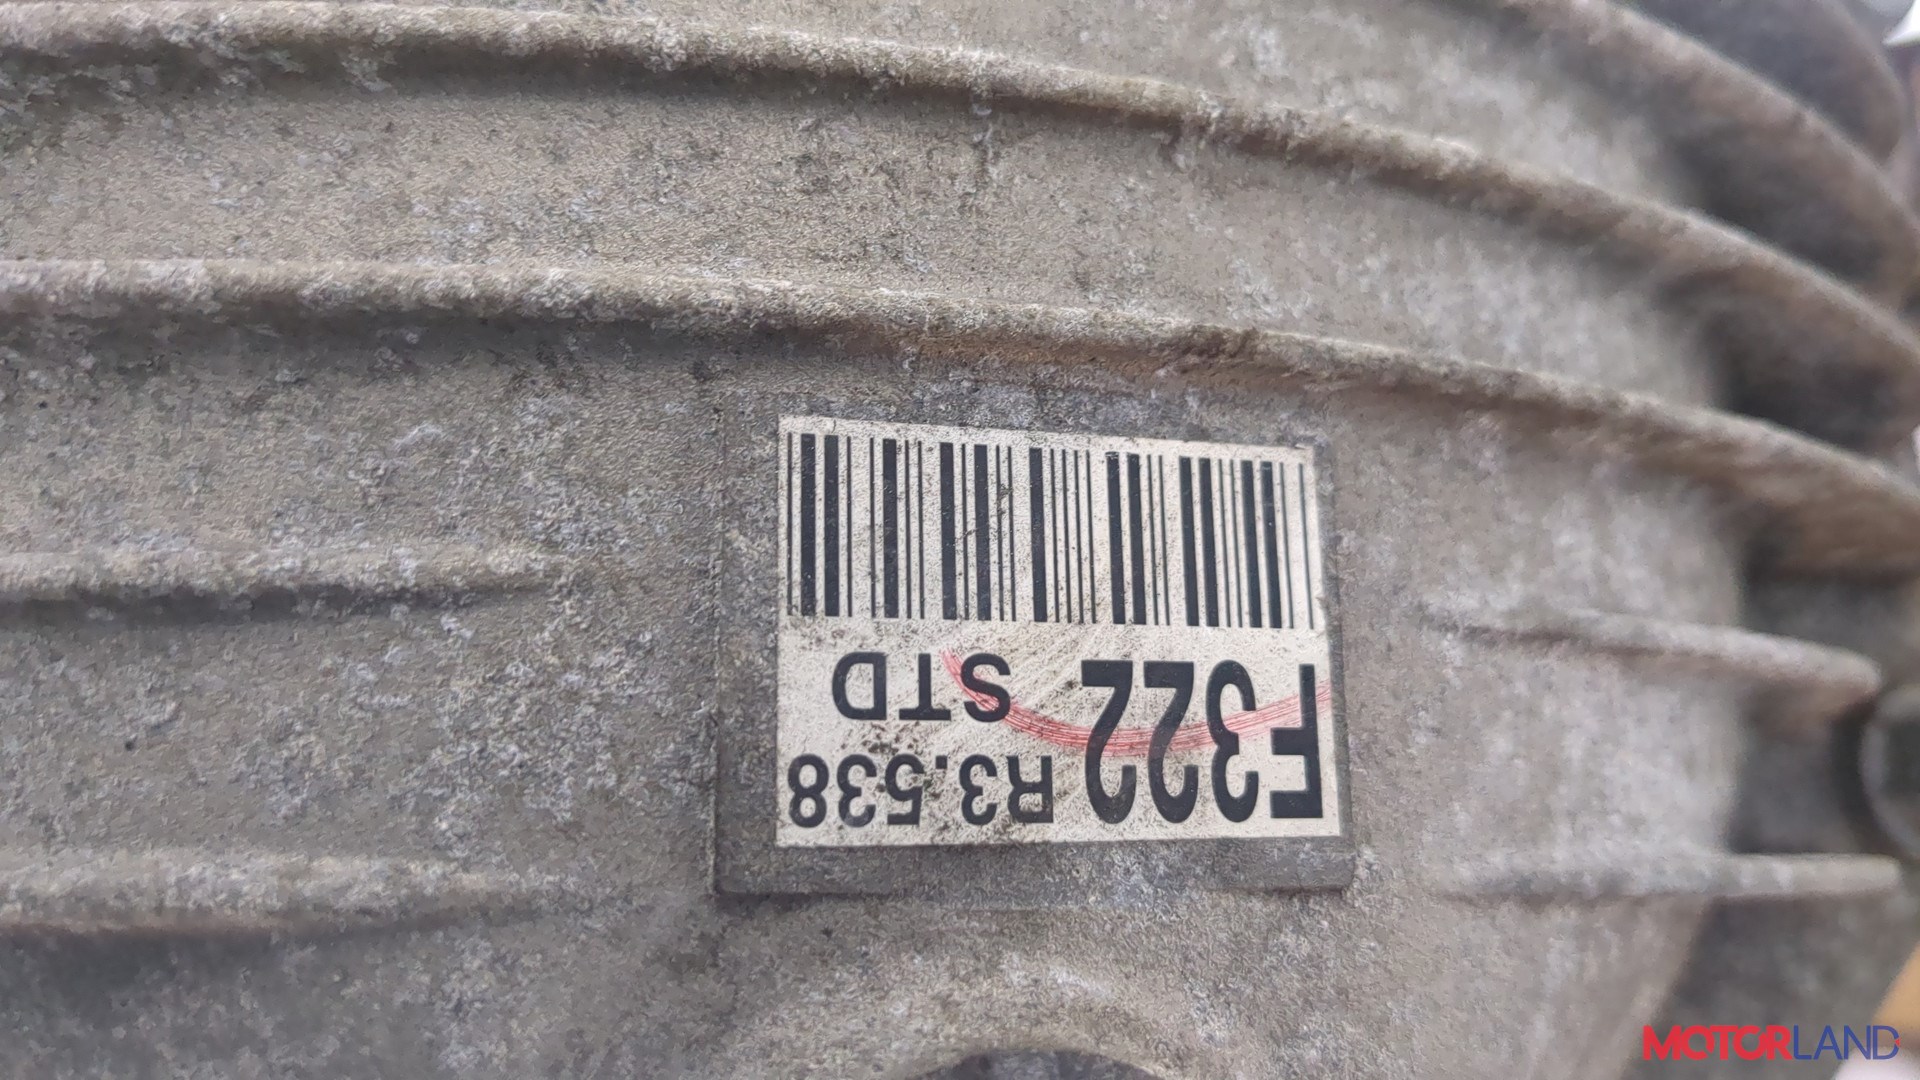 F322 R3.538
STD
MOTORLAND